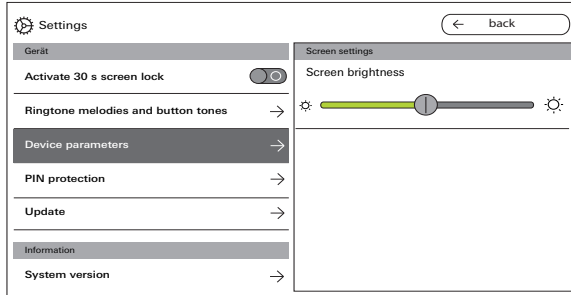 Settings
back
Gerät
Activate 30 s screen lock
Ringtone melodies and button tones
Device parameters
PIN protection
Update
Information
System version
Screen settings
Screen brightness